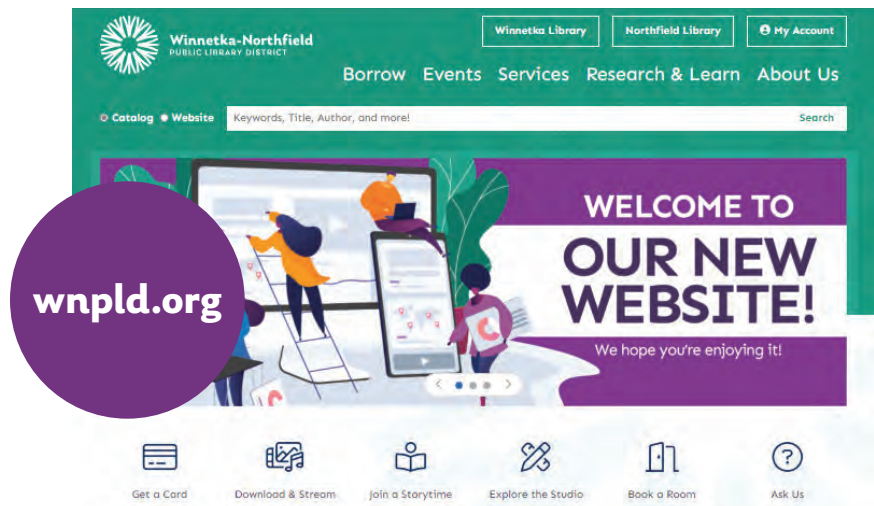 Winnetka-Northfield
PUBLIC LIBRARY DISTRICT
Winnetka Library
Northfield Library
My Account
Borrow Events Services Research & Learn About Us
Catalog Website
Keywords, Title, Author, and more!
Search
WELCOME TO
OUR NEW
WEBSITE!
We hope you're enjoying it!
wnpld.org
Get a Card
Download & Stream
Join a Storytime
Explore the Studio
Book a Room
Ask Us